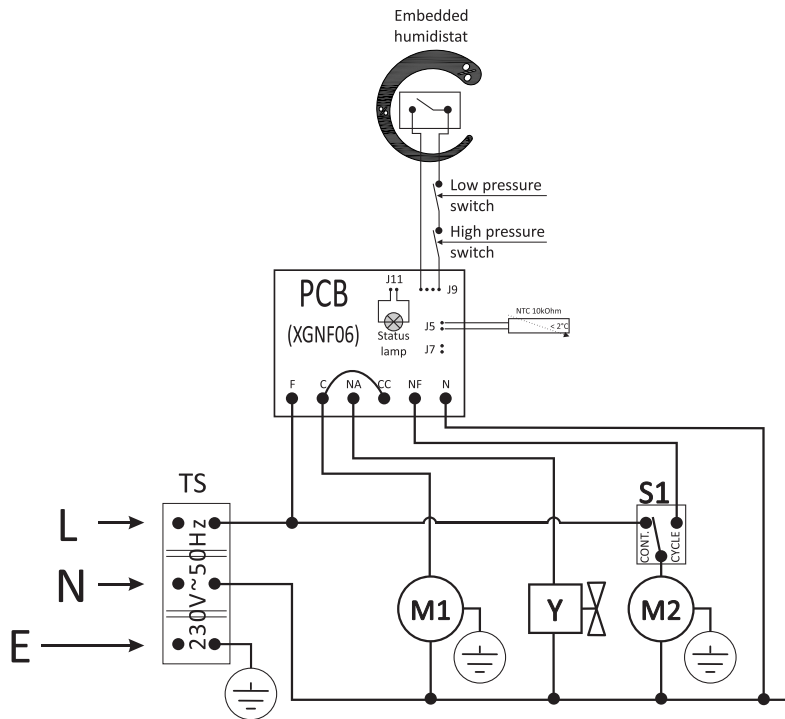 Embedded
humidistat
Low pressure
switch
High pressure
switch
PCB
(XGNF06)
J11
J9
Status
lamp
J5
J7
NTC 10kOhm
< 2°C
F C NA CC NF N
TS
230V~50Hz
L
N
E
S1
CONT.
CYCLE
M1
Y
M2